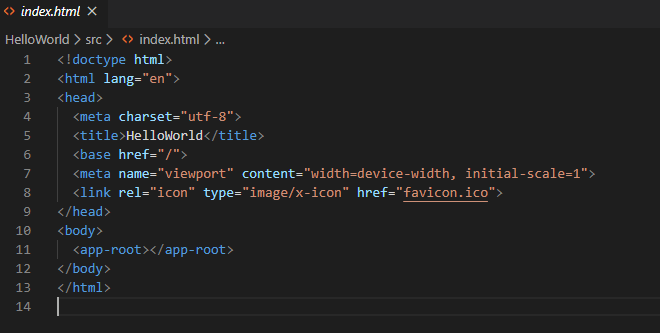 index.html
HelloWorld > src > index.html > ...
1 <!doctype html>
2 <html lang="en">
3 <head>
4   <meta charset="utf-8">
5   <title>HelloWorld</title>
6   <base href="/">
7   <meta name="viewport" content="width=device-width, initial-scale=1">
8   <link rel="icon" type="image/x-icon" href="favicon.ico">
9 </head>
10 <body>
11   <app-root></app-root>
12 </body>
13 </html>
14